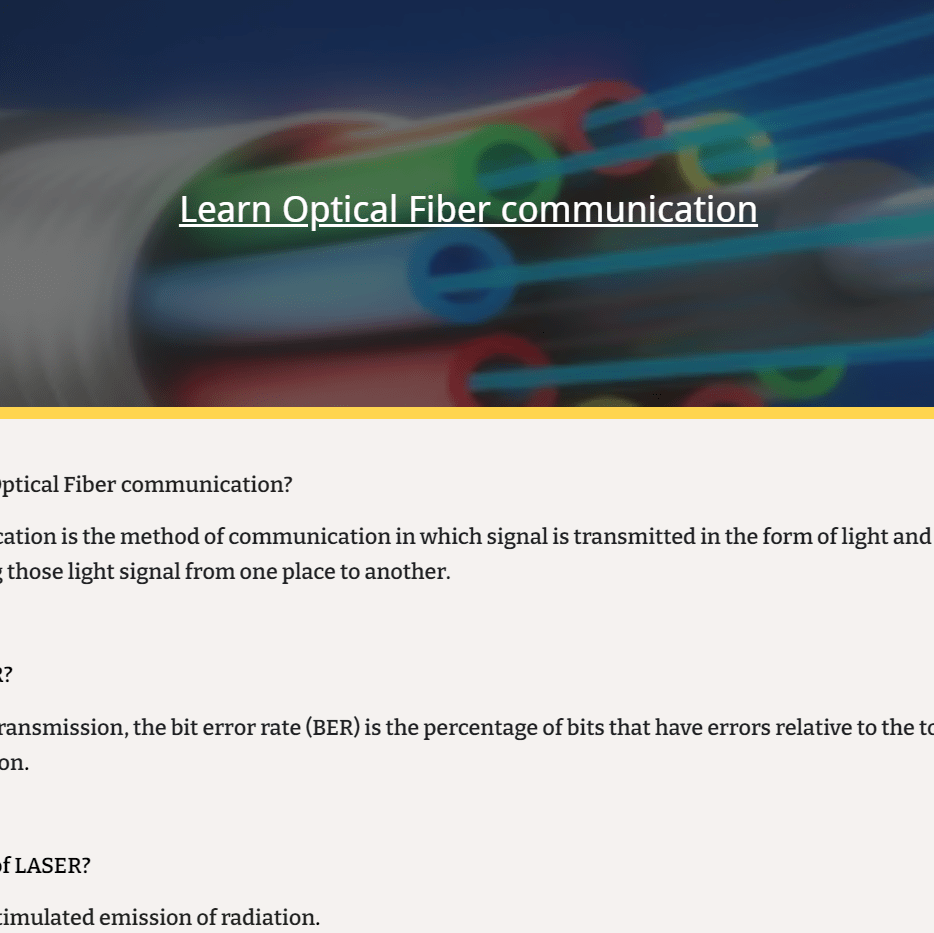 Learn Optical Fiber communication
Optical Fiber communication?
cation is the method of communication in which signal is transmitted in the form of light and
those light signal from one place to another.
R?
ransmission, the bit error rate (BER) is the percentage of bits that have errors relative to the to
on.
of LASER?
timulated emission of radiation.